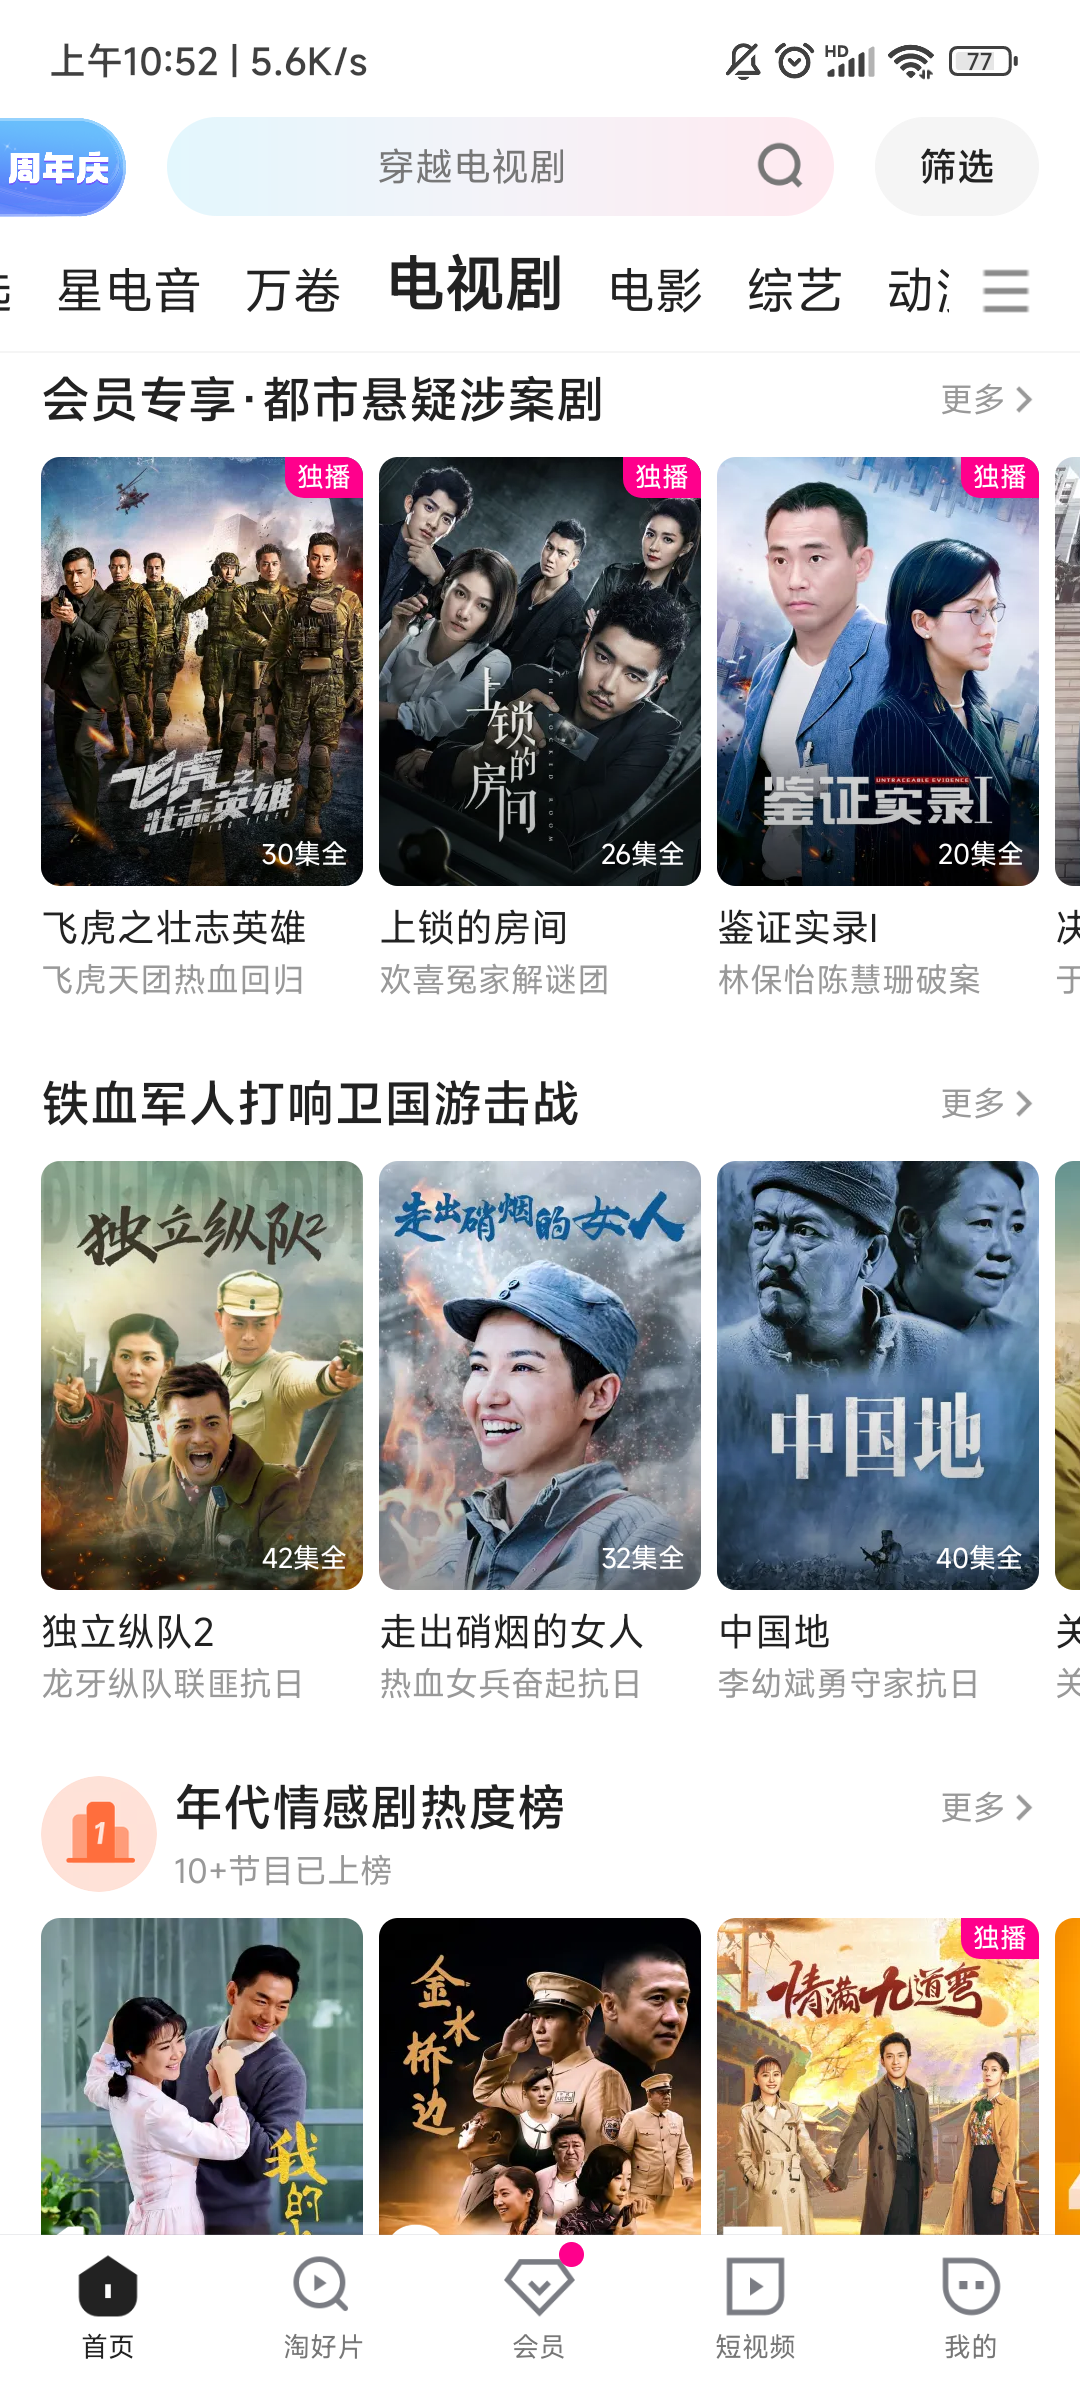 上午10:52 | 5.6K/s
HD
77
周年庆
穿越电视剧
筛选
星电音
万卷
电视剧
电影
综艺
会员专享·都市悬疑涉案剧
更多
独播
飞虎之
壮志英雄
FLYING TIGER
30集全
独播
上锁的房间
THE LOCKED ROOM
26集全
独播
UNTRACEABLE EVIDENCE
鉴证实录I
20集全
飞虎之壮志英雄
上锁的房间
鉴证实录I
飞虎天团热血回归
欢喜冤家解谜团
林保怡陈慧珊破案
铁血军人打响卫国游击战
更多
独立纵队2
42集全
走出硝烟的女人
32集全
中国地
40集全
独立纵队2
走出硝烟的女人
中国地
龙牙纵队联匪抗日
热血女兵奋起抗日
李幼斌勇守家抗日
1
年代情感剧热度榜
更多
10+节目已上榜
我的
金水桥边
独播
情满九道弯
首页
淘好片
会员
短视频
我的